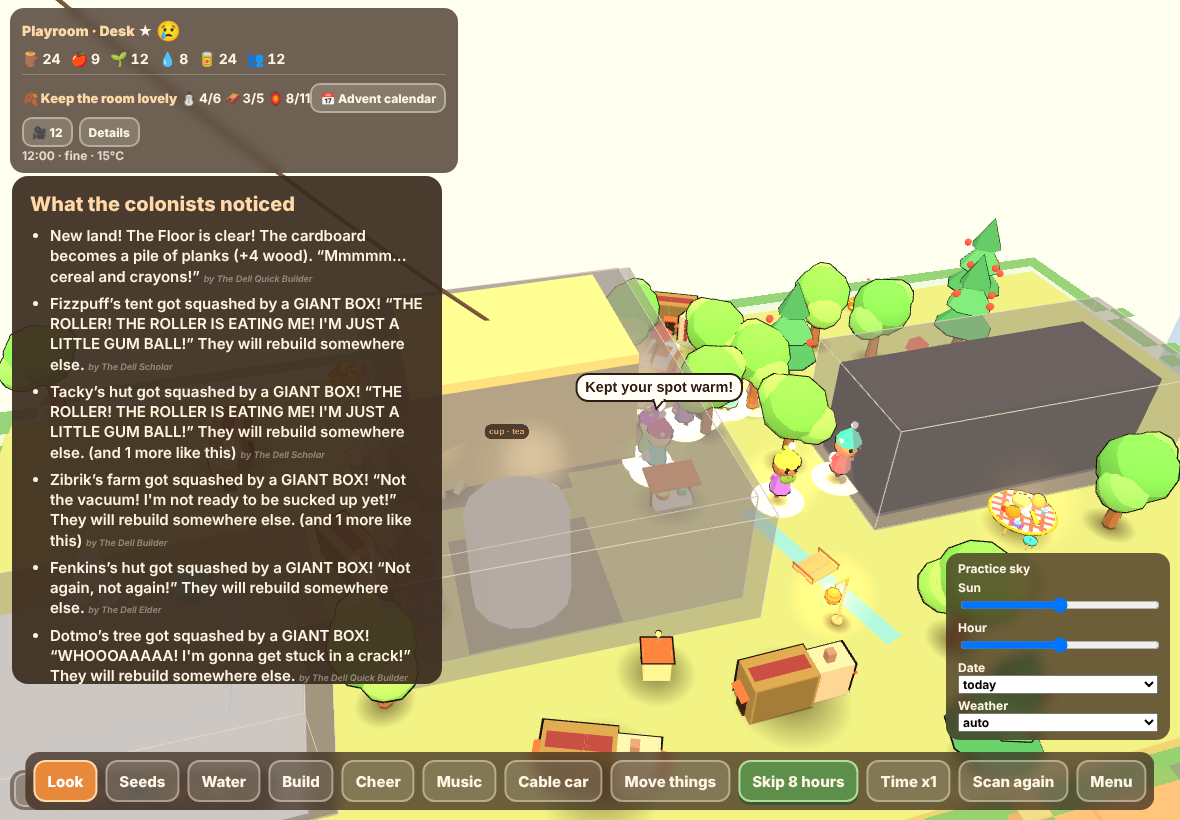 Playroom · Desk ★
24 9 12 8 24 12
Keep the room lovely 4/6 3/5 8/11
Advent calendar
12
Details
12:00 · fine · 15°C
What the colonists noticed
• New land! The Floor is clear! The cardboard
becomes a pile of planks (+4 wood). “Mmmmm…
cereal and crayons!” by The Dell Quick Builder
• Fizzpuff’s tent got squashed by a GIANT BOX! “THE
ROLLER! THE ROLLER IS EATING ME! I'M JUST A
LITTLE GUM BALL!” They will rebuild somewhere
else. by The Dell Scholar
• Tacky’s hut got squashed by a GIANT BOX! “THE
ROLLER! THE ROLLER IS EATING ME! I'M JUST A
LITTLE GUM BALL!” They will rebuild somewhere
else. (and 1 more like this) by The Dell Scholar
• Zibrik’s farm got squashed by a GIANT BOX! “Not
the vacuum! I'm not ready to be sucked up yet!”
They will rebuild somewhere else. (and 1 more like
this) by The Dell Builder
• Fenkins’s hut got squashed by a GIANT BOX! “Not
again, not again!” They will rebuild somewhere
else. by The Dell Elder
• Dotmo’s tree got squashed by a GIANT BOX!
“WHOOOAAAAA! I'm gonna get stuck in a crack!”
They will rebuild somewhere else. by The Dell Quick Builder
Kept your spot warm!
cup · tea
Practice sky
Sun
Hour
Date
today
Weather
auto
Look
Seeds
Water
Build
Cheer
Music
Cable car
Move things
Skip 8 hours
Time x1
Scan again
Menu